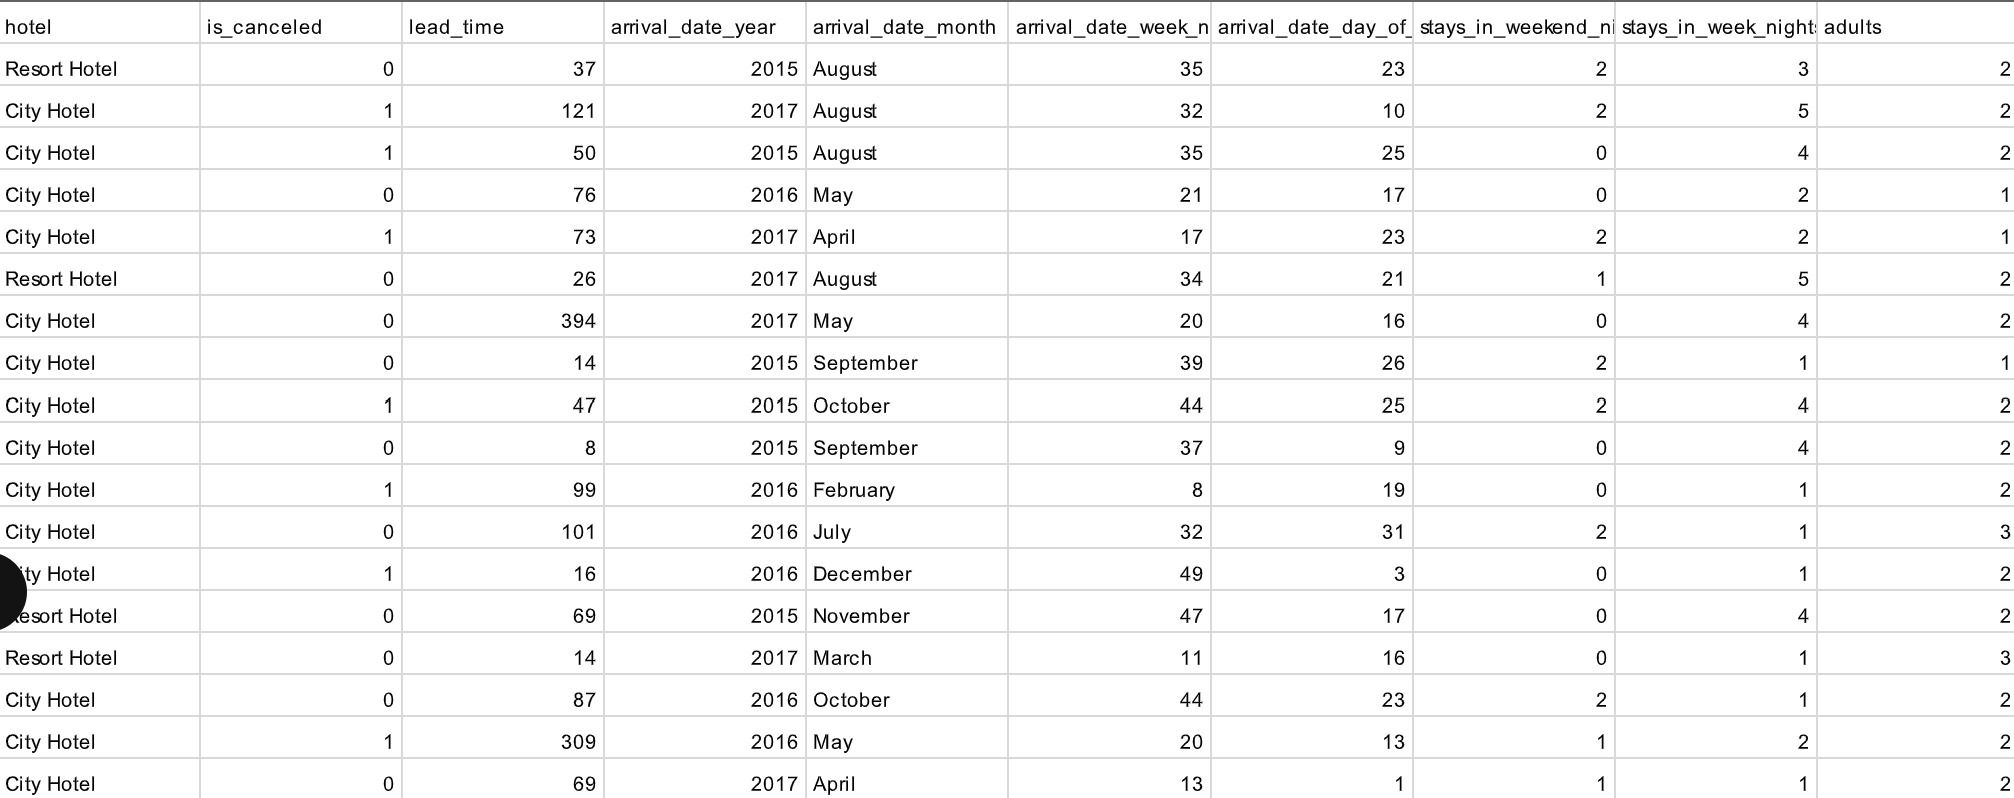 hotel is_canceled lead_time arrival_date_year arrival_date_month arrival_date_week_n arrival_date_day_of_ stays_in_weekend_ni stays_in_week_night adults
Resort Hotel 0 37 2015 August 35 23 2 3 2
City Hotel 1 121 2017 August 32 10 2 5 2
City Hotel 1 50 2015 August 35 25 0 4 2
City Hotel 0 76 2016 May 21 17 0 2 1
City Hotel 1 73 2017 April 17 23 2 2 1
Resort Hotel 0 26 2017 August 34 21 1 5 2
City Hotel 0 394 2017 May 20 16 0 4 2
City Hotel 0 14 2015 September 39 26 2 1 1
City Hotel 1 47 2015 October 44 25 2 4 2
City Hotel 0 8 2015 September 37 9 0 4 2
City Hotel 1 99 2016 February 8 19 0 1 2
City Hotel 0 101 2016 July 32 31 2 1 3
ity Hotel 1 16 2016 December 49 3 0 1 2
esort Hotel 0 69 2015 November 47 17 0 4 2
Resort Hotel 0 14 2017 March 11 16 0 1 3
City Hotel 0 87 2016 October 44 23 2 1 2
City Hotel 1 309 2016 May 20 13 1 2 2
City Hotel 0 69 2017 April 13 1 1 1 2